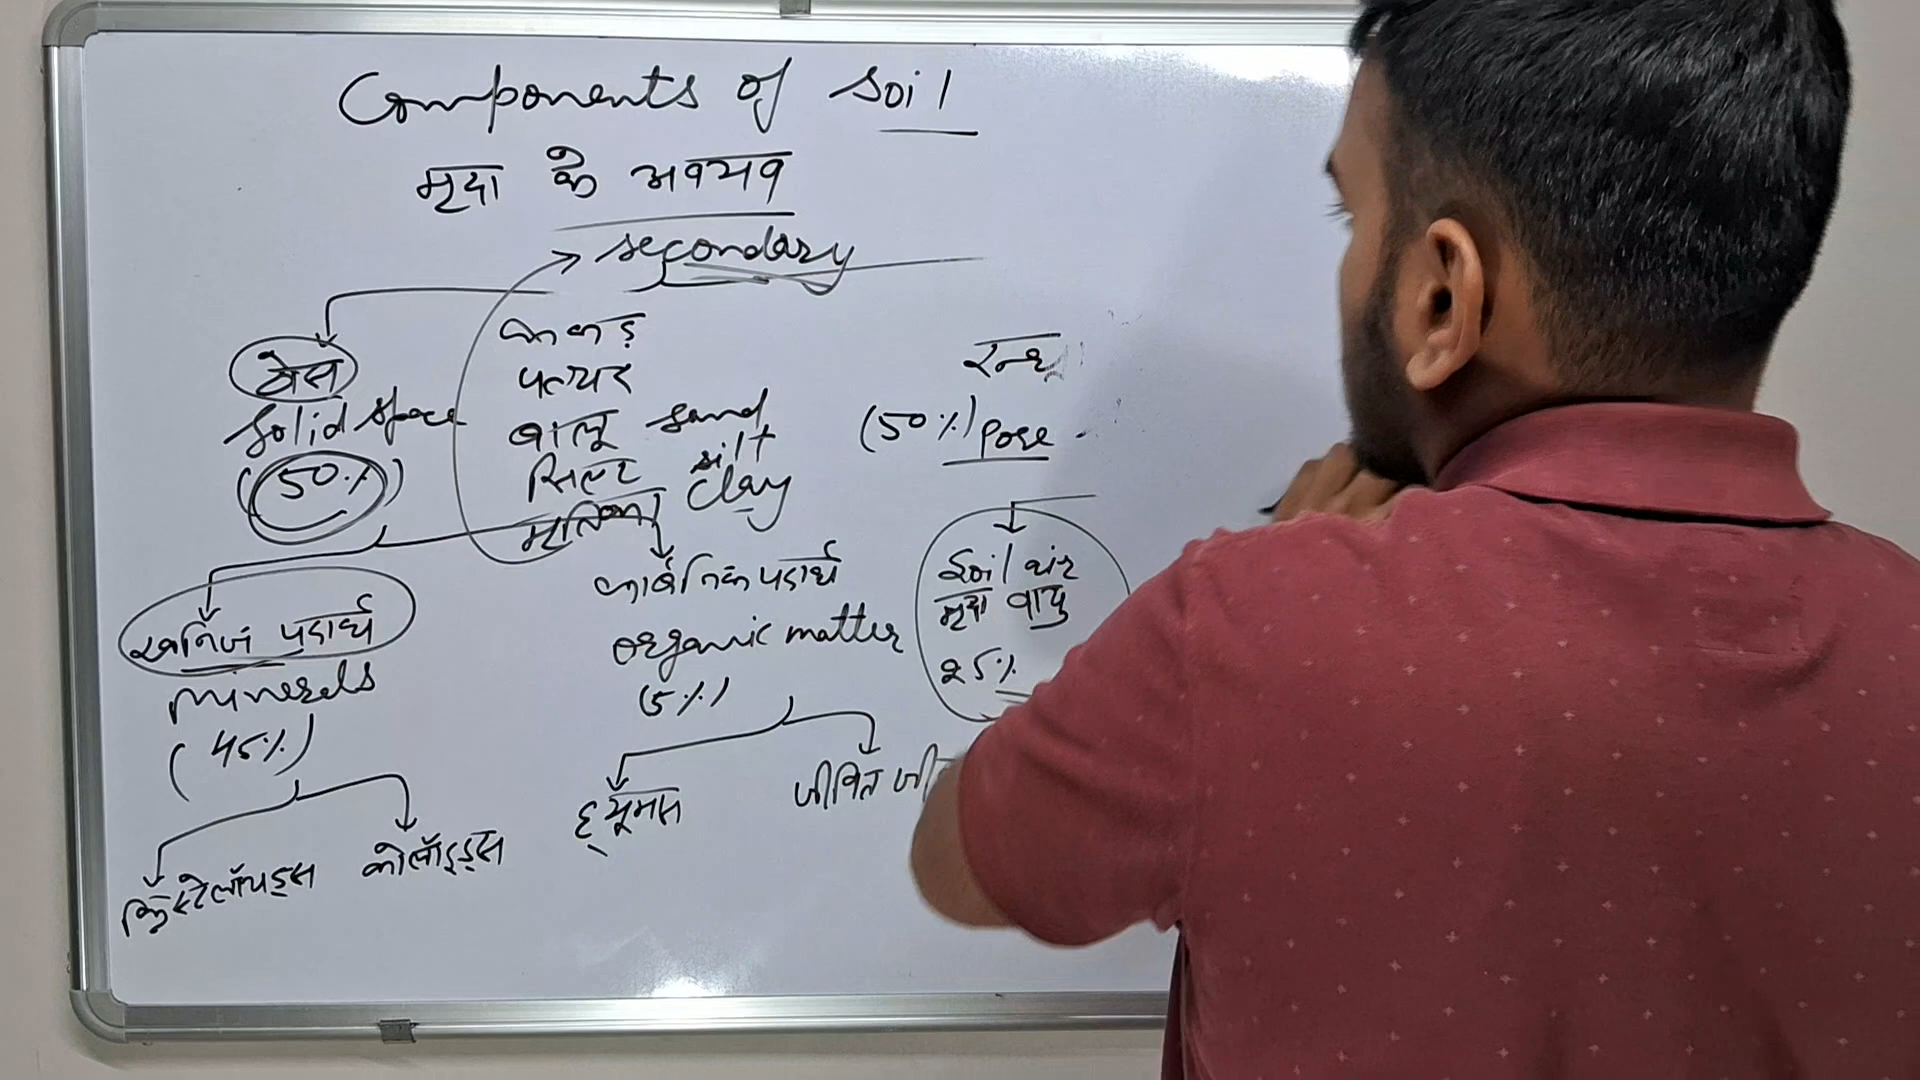 Components of soil
मृदा के अवयव
secondary
ठोस
solid space
(50%)
कंकड़
पत्थर
बालू sand
सिल्ट silt
मृतिका clay
रन्ध्र
(50%) pore
खनिज पदार्थ
minerals
(45%)
कार्बनिक पदार्थ
organic matter
(5%)
soil air
मृदा वायु
25%
क्रिस्टेलॉयड्स
कोलॉइड्स
ह्यूमस
जीवित